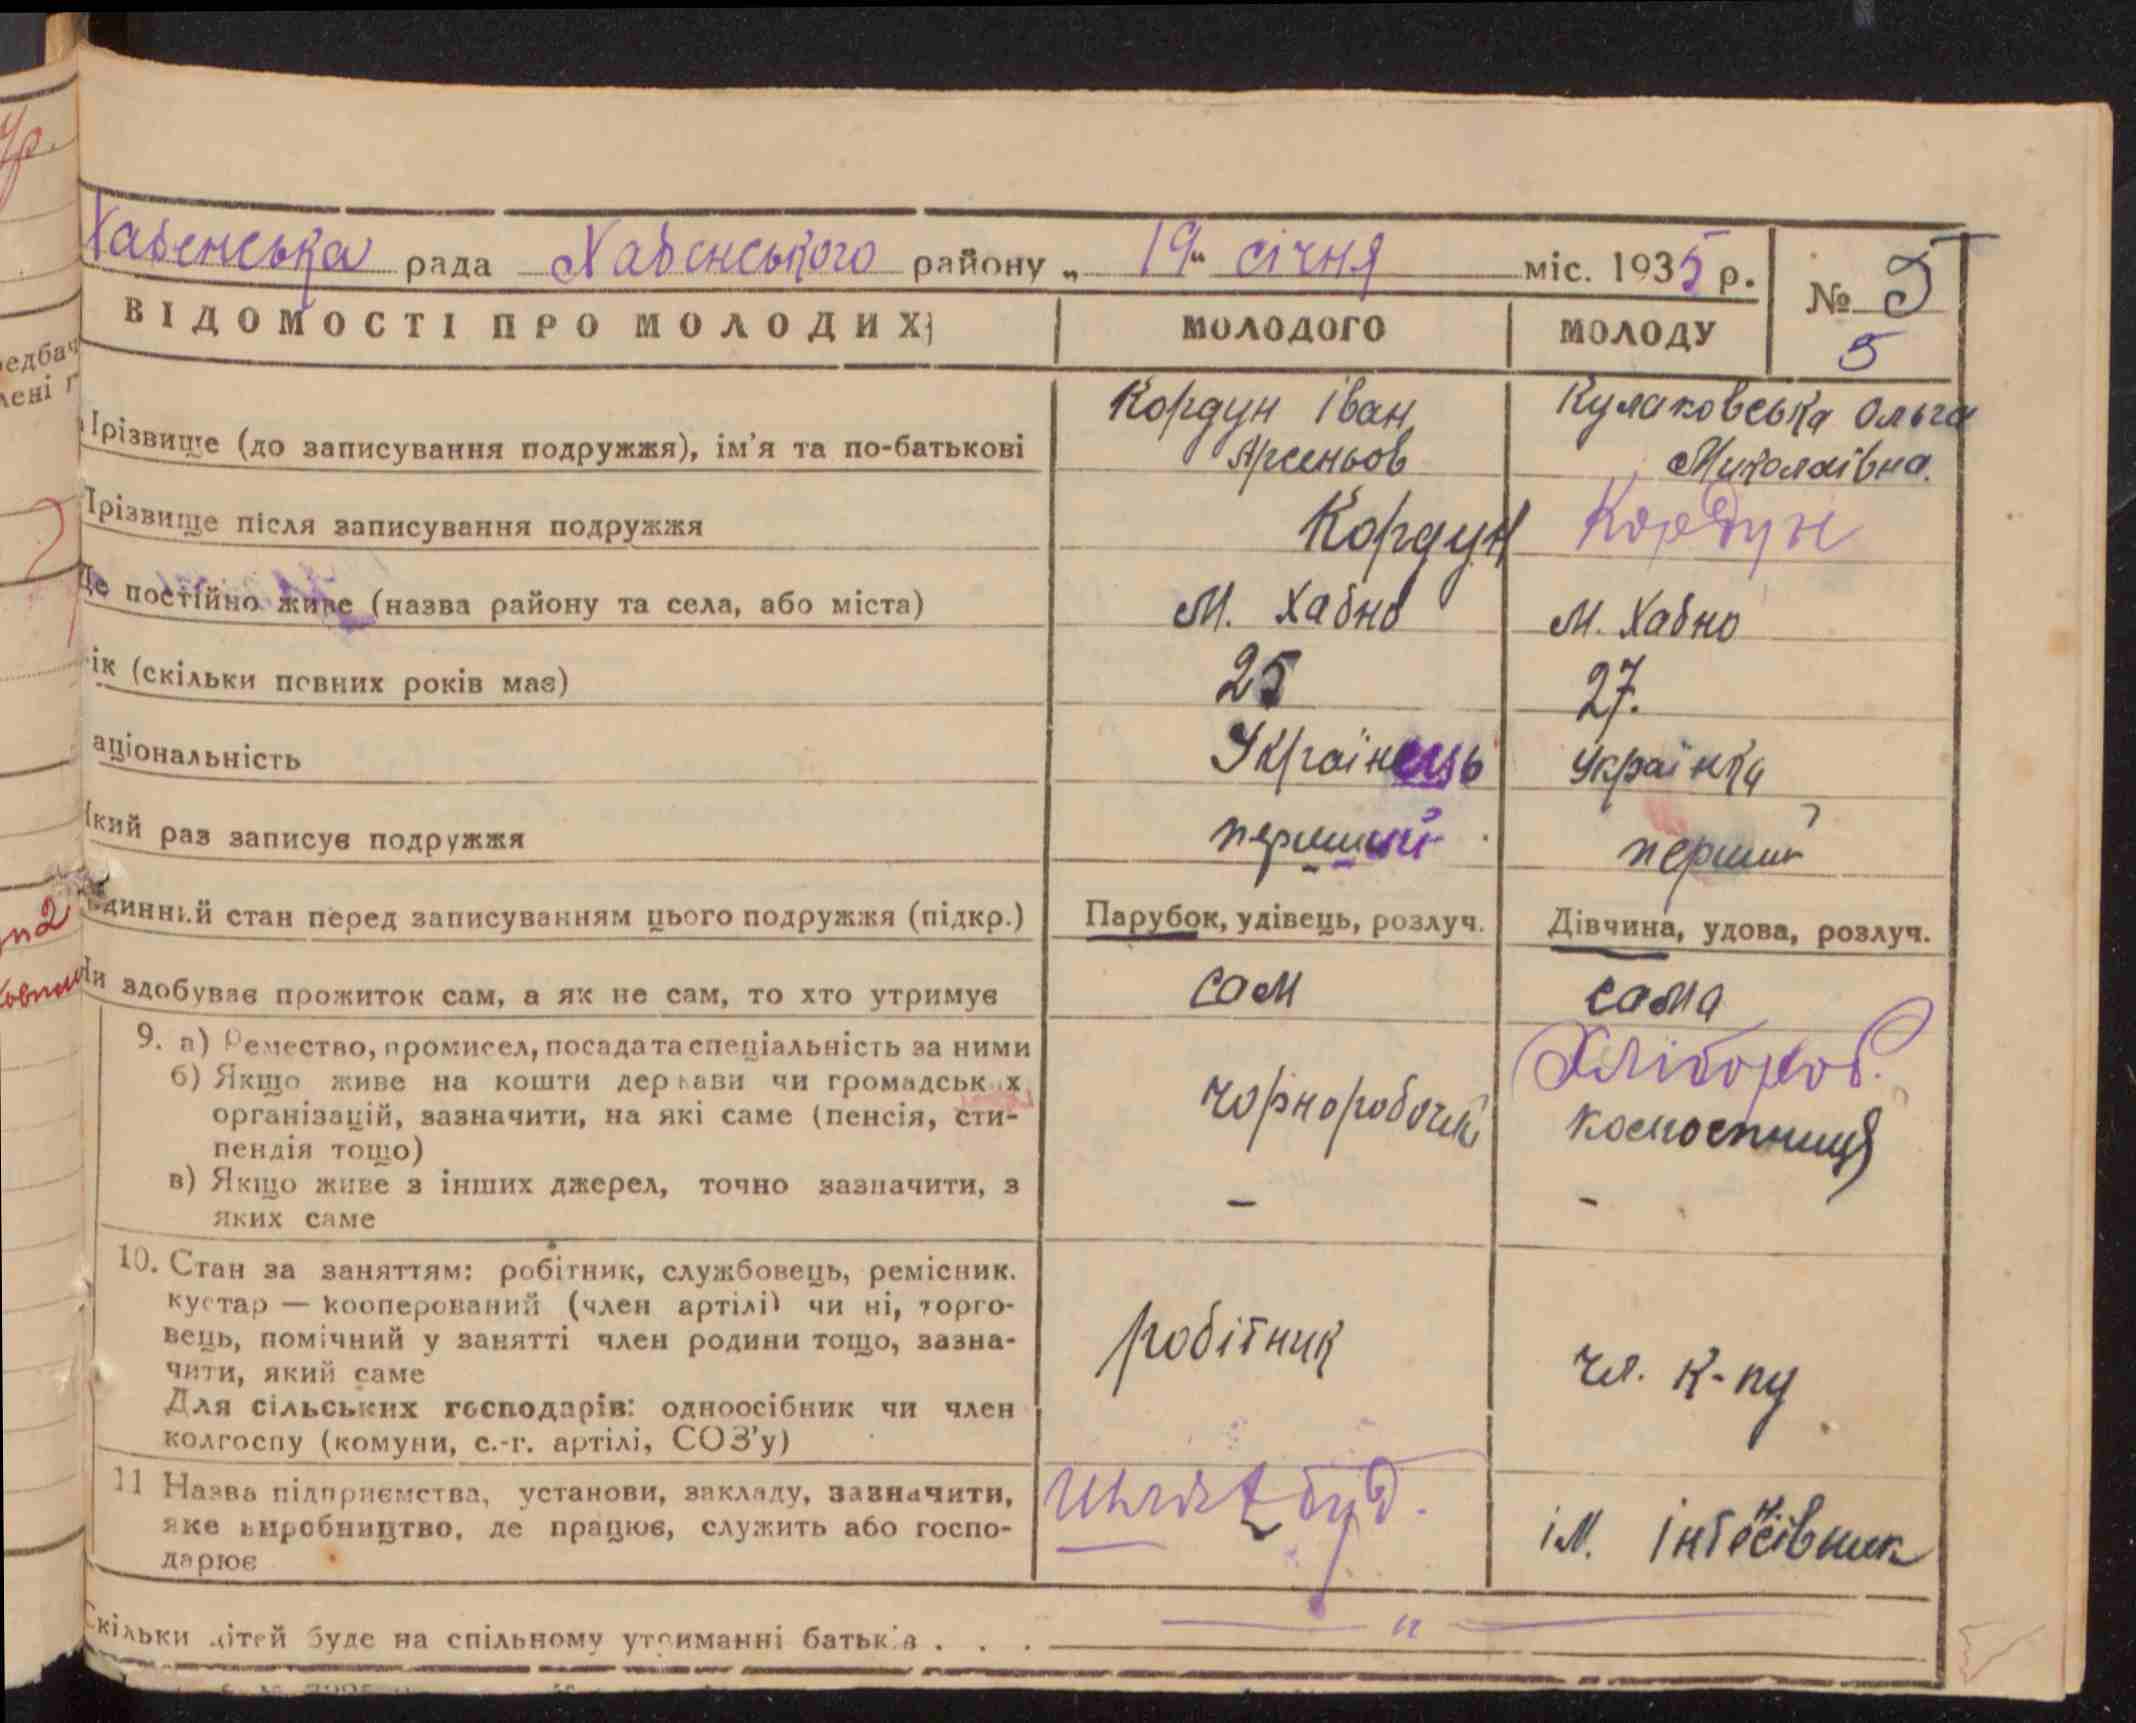 Хабенська рада Хабенського району „19" січня міс. 1935 р.
№ 5
5
ВІДОМОСТІ ПРО МОЛОДИХ
МОЛОДОГО
МОЛОДУ
Прізвище (до записування подружжя), ім'я та по-батькові
Кордун Іван
Арсеньов
Кулаковська Ольга
Миколаївна.
Прізвище після записування подружжя
Кордун
Кордун
Де постійно живе (назва району та села, або міста)
М. Хабно
М. Хабно
ік (скільки повних років має)
25
27.
аціональність
Українець
Українка
Який раз записує подружжя
перший
перший
динний стан перед записуванням цього подружжя (підкр.)
Парубок, удівець, розлуч.
Дівчина, удова, розлуч.
Чи здобуває прожиток сам, а як не сам, то хто утримує
сам
сама
9. а) Ремество, промисел, посада та спеціальність за ними
б) Якщо живе на кошти держави чи громадських
організацій, зазначити, на які саме (пенсія, сти-
пендія тощо)
в) Якщо живе з інших джерел, точно зазначити, з
яких саме
чорноробочий
–
Хлібороб.
–
10. Стан за заняттям: робітник, службовець, ремісник.
кустар — кооперований (член артілі) чи ні, торго-
вець, помічний у занятті член родини тощо, зазна-
чити, який саме
Для сільських господарів: одноосібник чи член
колгоспу (комуни, с.-г. артілі, СОЗ'у)
робітник
чл. к-пу
11 Назва підприємства, установи, закладу, зазначити,
яке виробництво, де працює, служить або госпо-
дарює
буд.
ім.
Скільки дітей буде на спільному утриманні батьків . . .
— " —